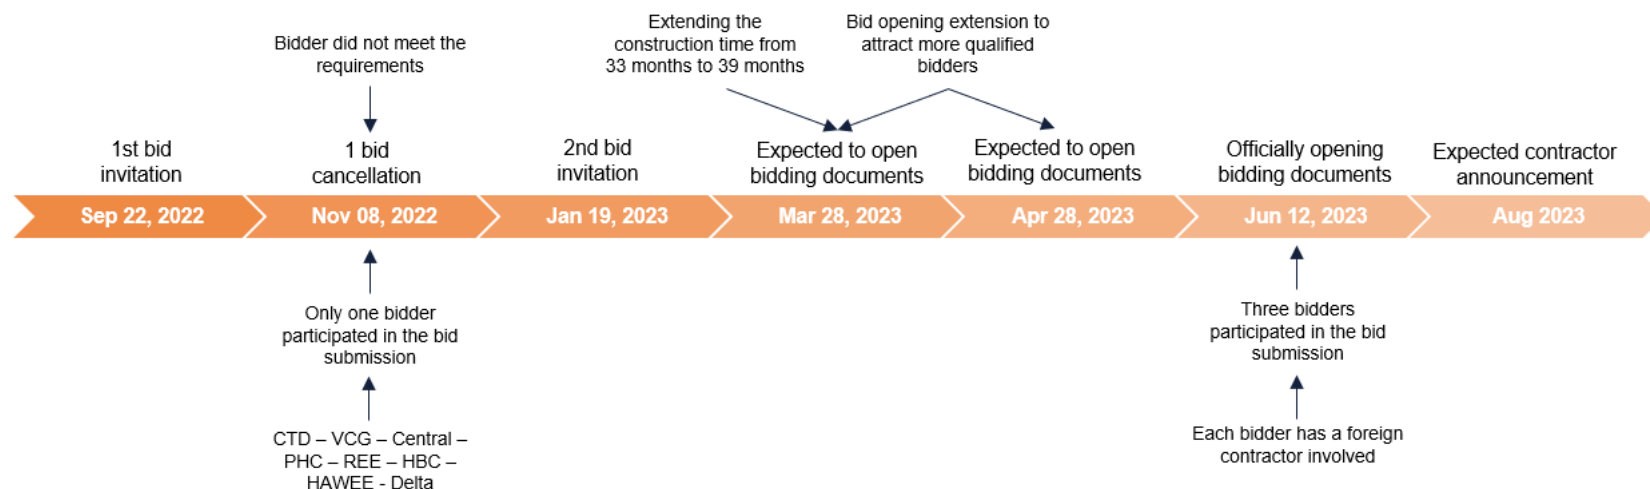 Extending the
construction time from
33 months to 39 months
Bid opening extension to
attract more qualified
bidders
Bidder did not meet the
requirements
1st bid
invitation
1 bid
cancellation
2nd bid
invitation
Expected to open
bidding documents
Expected to open
bidding documents
Officially opening
bidding documents
Expected contractor
announcement
Sep 22, 2022
Nov 08, 2022
Jan 19, 2023
Mar 28, 2023
Apr 28, 2023
Jun 12, 2023
Aug 2023
Only one bidder
participated in the bid
submission
Three bidders
participated in the bid
submission
CTD – VCG – Central –
PHC – REE – HBC –
HAWEE - Delta
Each bidder has a foreign
contractor involved